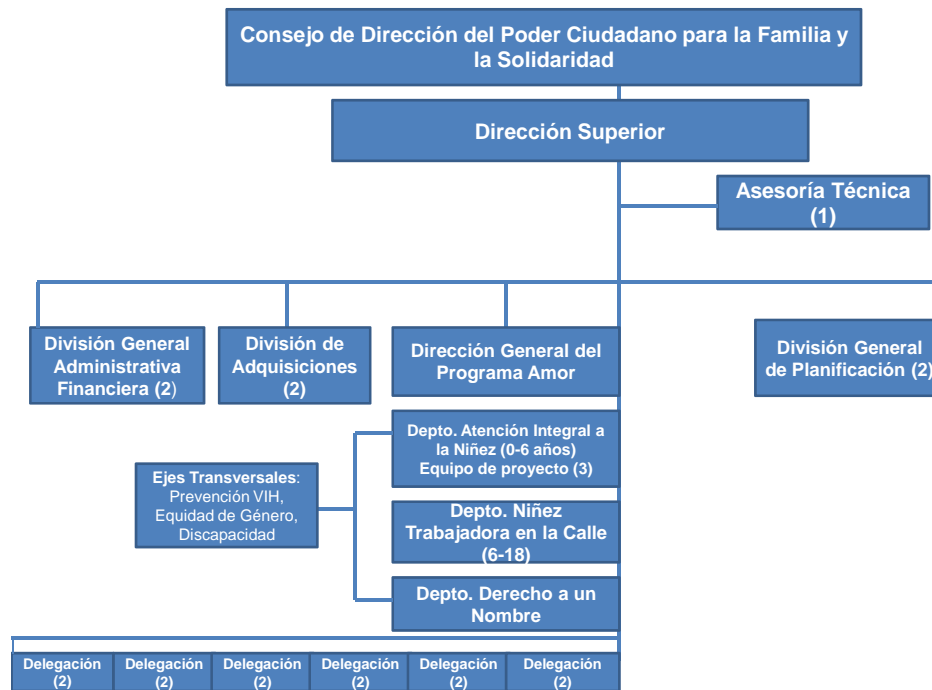 Consejo de Dirección del Poder Ciudadano para la Familia y
la Solidaridad
Dirección Superior
Asesoría Técnica
(1)
División General
Administrativa
Financiera (2)
División de
Adquisiciones
(2)
Dirección General del
Programa Amor
División General
de Planificación (2)
Depto. Atención Integral a
la Niñez (0-6 años)
Equipo de proyecto (3)
Ejes Transversales:
Prevención VIH,
Equidad de Género,
Discapacidad
Depto. Niñez
Trabajadora en la Calle
(6-18)
Depto. Derecho a un
Nombre
Delegación
(2)
Delegación
(2)
Delegación
(2)
Delegación
(2)
Delegación
(2)
Delegación
(2)